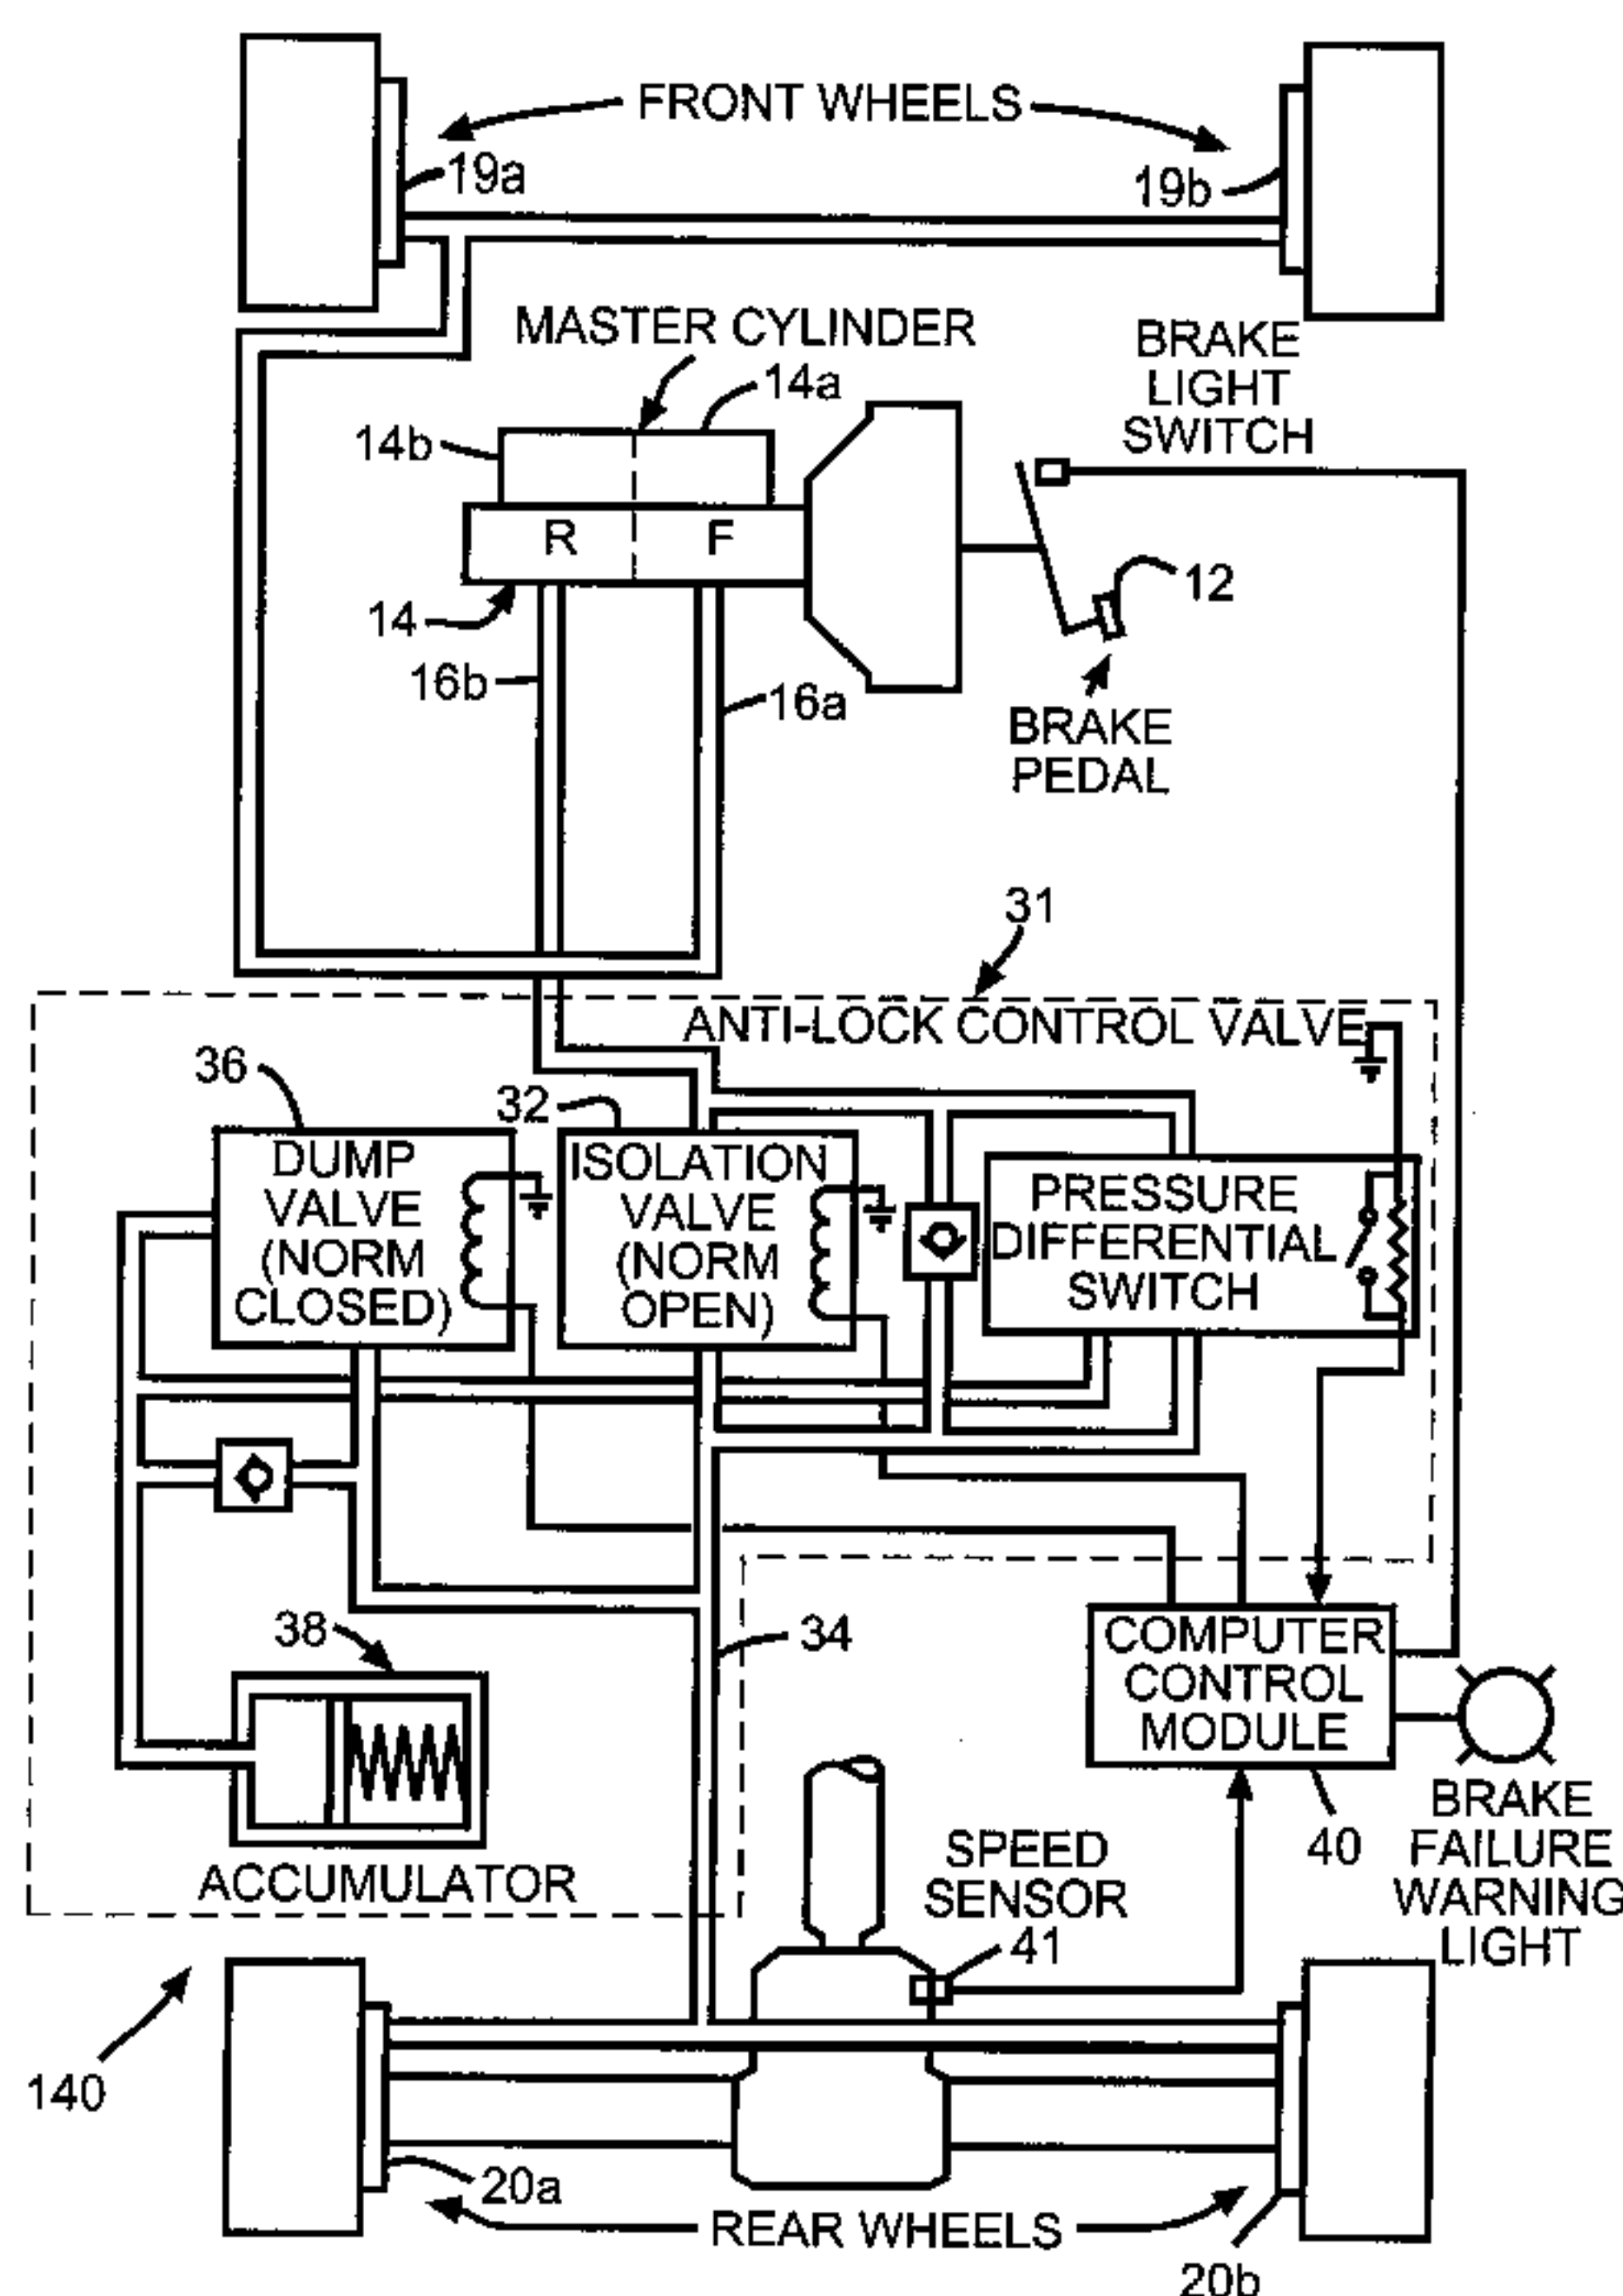 FRONT WHEELS
19a
19b
MASTER CYLINDER
14a
14b
BRAKE
LIGHT
SWITCH
R
F
12
14
16b
16a
BRAKE
PEDAL
31
ANTI-LOCK CONTROL VALVE
36
32
DUMP
VALVE
(NORM
CLOSED)
ISOLATION
VALVE
(NORM
OPEN)
PRESSURE
DIFFERENTIAL
SWITCH
38
34
COMPUTER
CONTROL
MODULE
ACCUMULATOR
SPEED
SENSOR
41
40
BRAKE
FAILURE
WARNING
LIGHT
140
20a
REAR WHEELS
20b